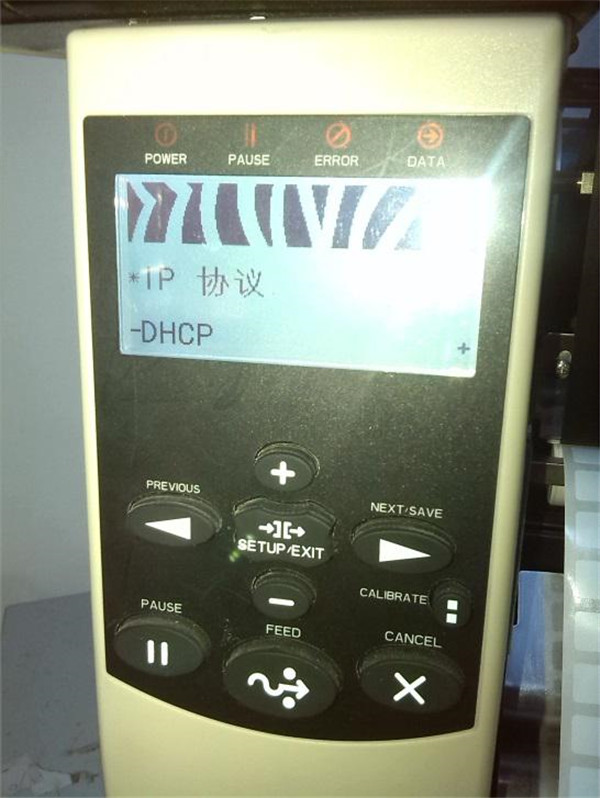 POWER PAUSE ERROR DATA
*IP 协议
-DHCP +
+
PREVIOUS
NEXT/SAVE
SETUP/EXIT
-
CALIBRATE
PAUSE
FEED
CANCEL